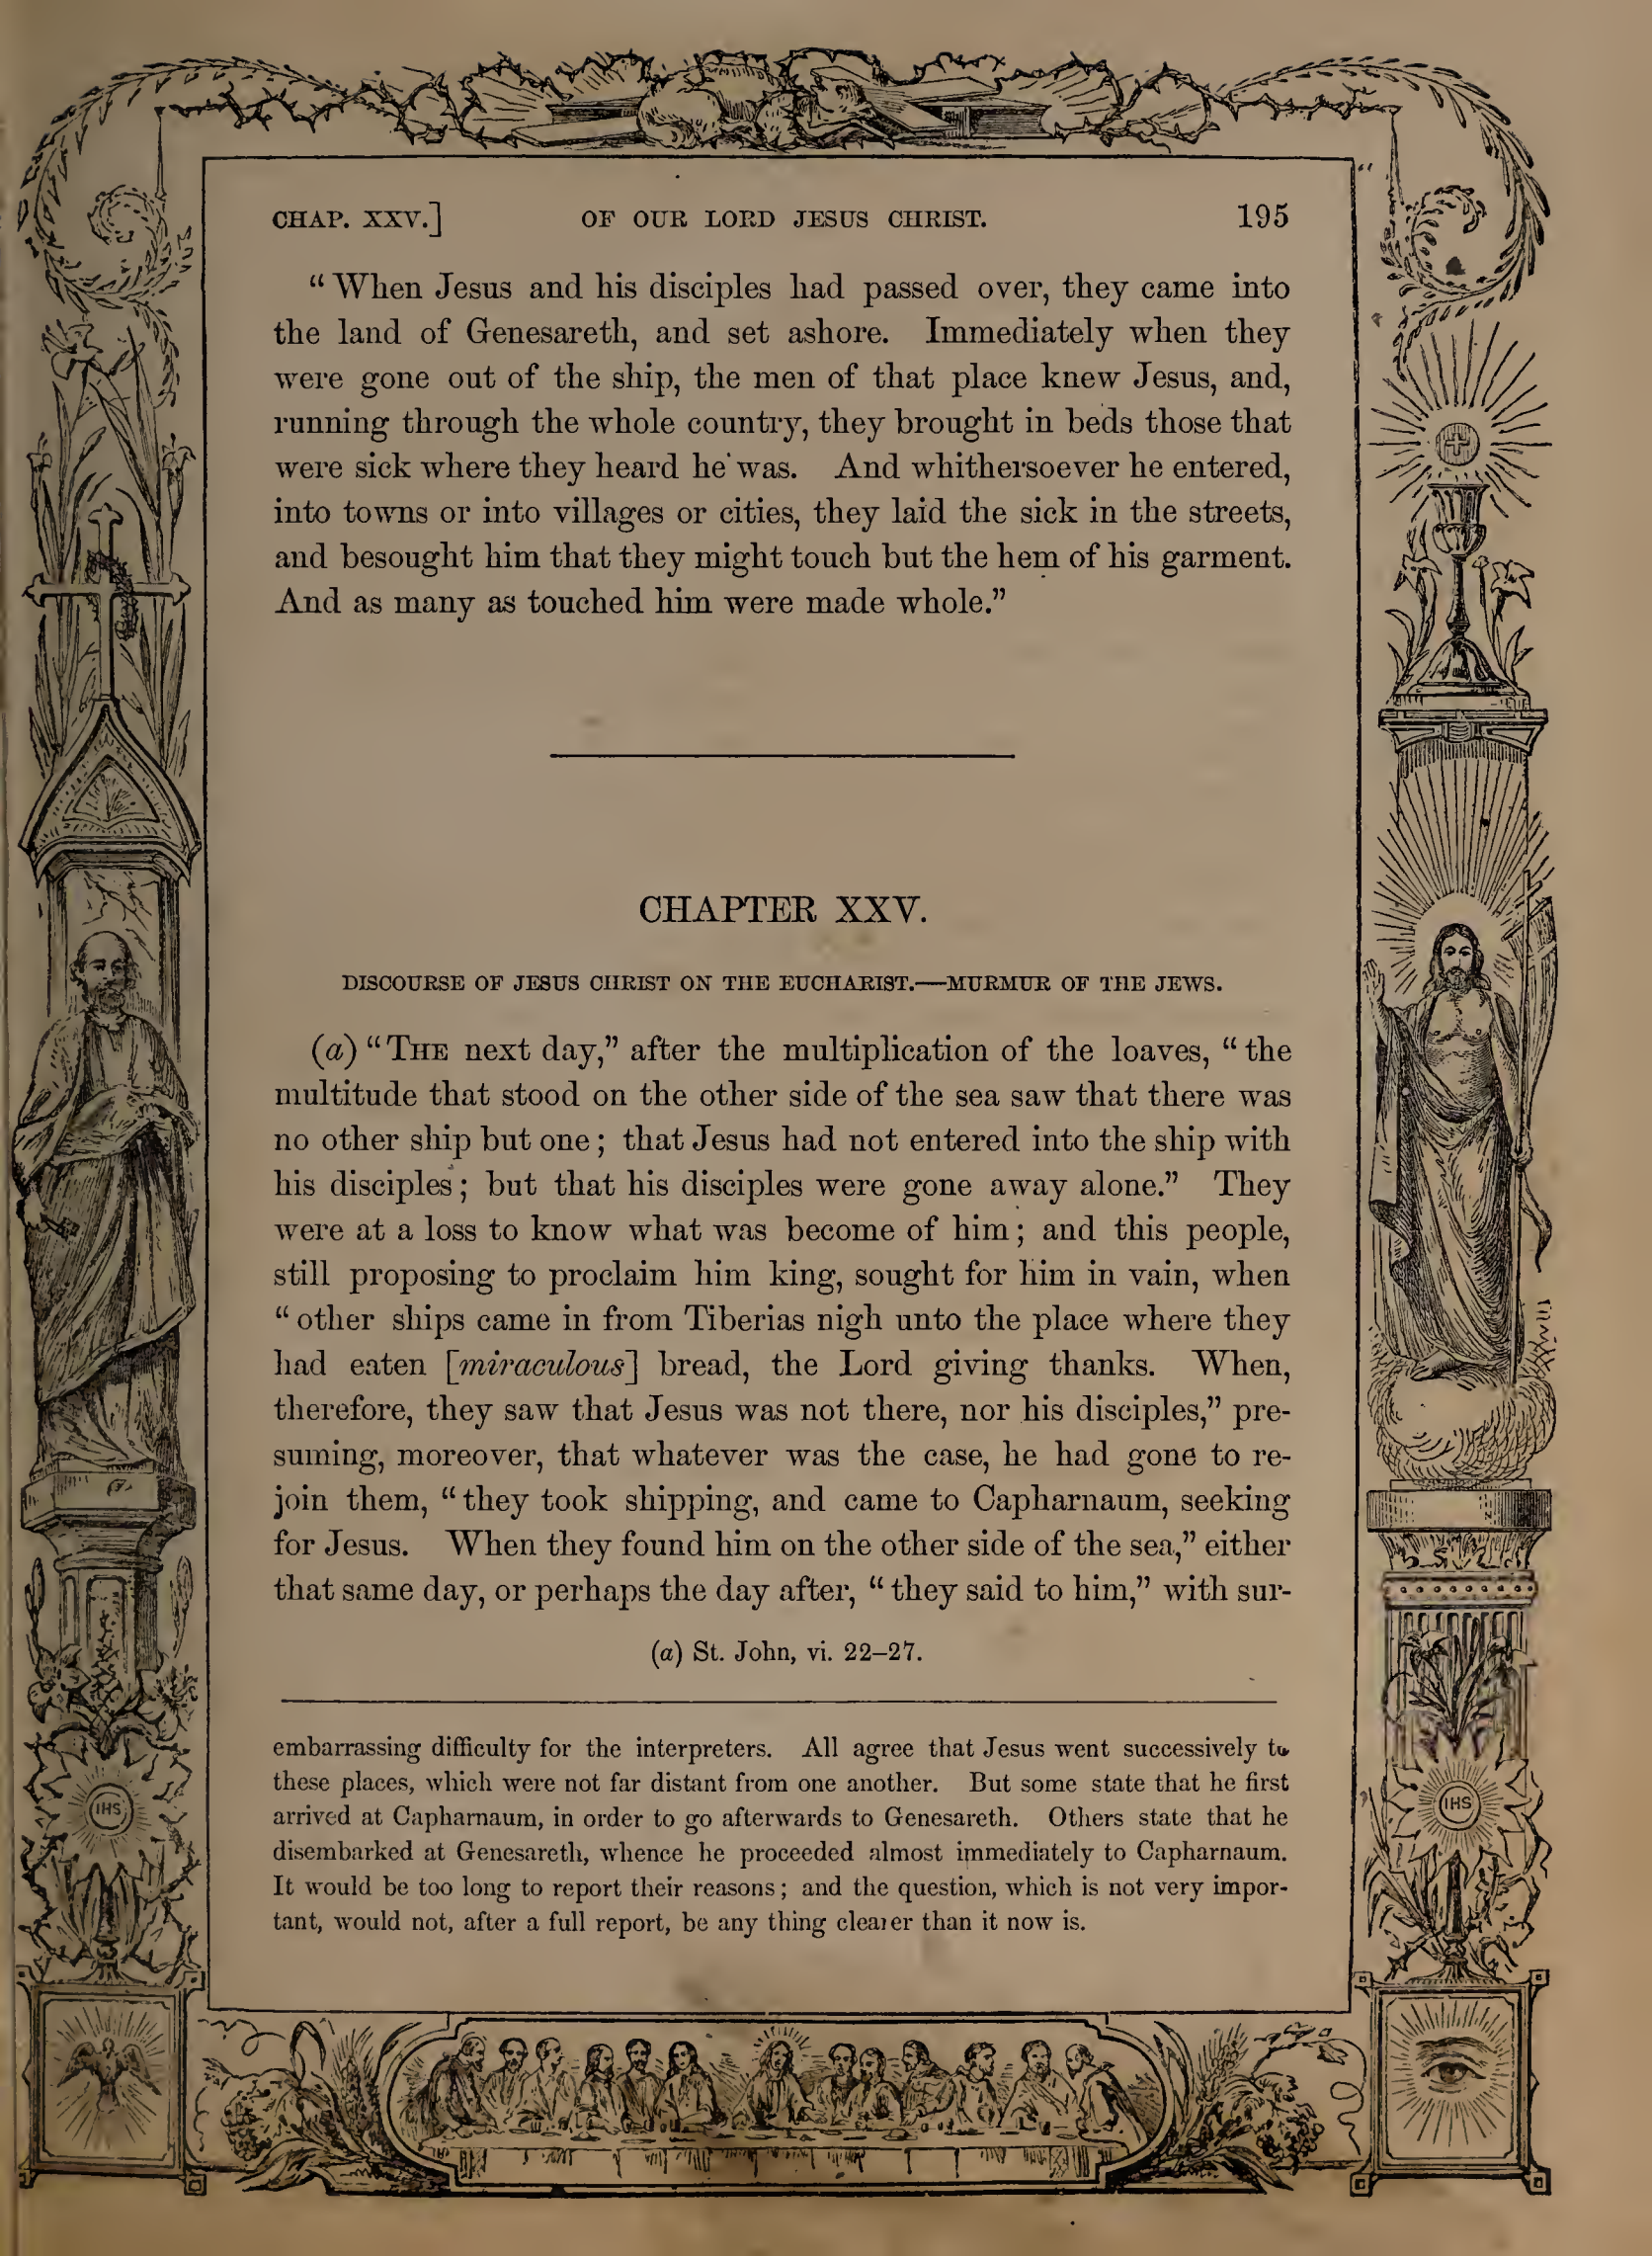 CHAP. XXV.] OF OUR LORD JESUS CHRIST. 195
“ When Jesus and his disciples had passed over, they came into
the land of Genesareth, and set ashore. Immediately when they
were gone out of the ship, the men of that place knew Jesus, and,
running through the whole country, they brought in beds those that
were sick where they heard he was. And whithersoever he entered,
into towns or into villages or cities, they laid the sick in the streets,
and besought him that they might touch but the hem of his garment.
And as many as touched him were made whole.”
CHAPTER XXV.
DISCOURSE OF JESUS CHRIST ON THE EUCHARIST.—MURMUR OF THE JEWS.
(a) “THE next day,” after the multiplication of the loaves, “ the
multitude that stood on the other side of the sea saw that there was
no other ship but one ; that Jesus had not entered into the ship with
his disciples ; but that his disciples were gone away alone.” They
were at a loss to know what was become of him ; and this people,
still proposing to proclaim him king, sought for him in vain, when
“ other ships came in from Tiberias nigh unto the place where they
had eaten [miraculous] bread, the Lord giving thanks. When,
therefore, they saw that Jesus was not there, nor his disciples,” pre-
suming, moreover, that whatever was the case, he had gone to re-
join them, “ they took shipping, and came to Capharnaum, seeking
for Jesus. When they found him on the other side of the sea,” either
that same day, or perhaps the day after, “ they said to him,” with sur-
(a) St. John, vi. 22–27.
embarrassing difficulty for the interpreters. All agree that Jesus went successively to
these places, which were not far distant from one another. But some state that he first
arrived at Capharnaum, in order to go afterwards to Genesareth. Others state that he
disembarked at Genesareth, whence he proceeded almost immediately to Capharnaum.
It would be too long to report their reasons ; and the question, which is not very impor-
tant, would not, after a full report, be any thing clearer than it now is.
IHS
IHS